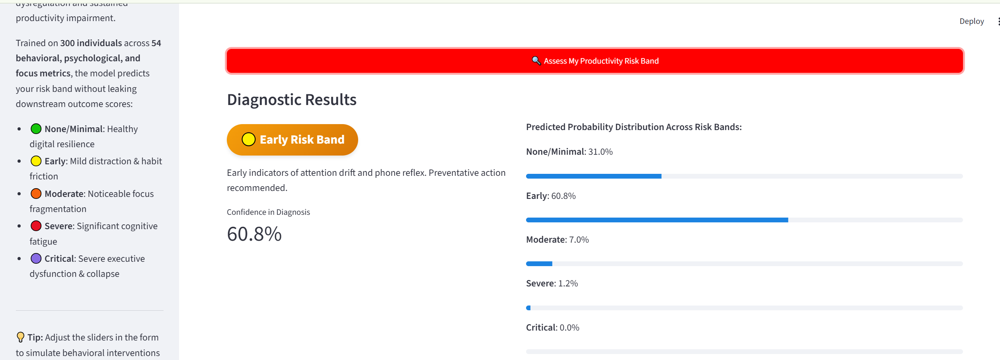 dysregulation and sustained
productivity impairment.
Trained on 300 individuals across 54
behavioral, psychological, and
focus metrics, the model predicts
your risk band without leaking
downstream outcome scores:
None/Minimal: Healthy
digital resilience
Early: Mild distraction & habit
friction
Moderate: Noticeable focus
fragmentation
Severe: Significant cognitive
fatigue
Critical: Severe executive
dysfunction & collapse
Tip: Adjust the sliders in the form
to simulate behavioral interventions
Deploy
Assess My Productivity Risk Band
Diagnostic Results
Early Risk Band
Early indicators of attention drift and phone reflex. Preventative action
recommended.
Confidence in Diagnosis
60.8%
Predicted Probability Distribution Across Risk Bands:
None/Minimal: 31.0%
Early: 60.8%
Moderate: 7.0%
Severe: 1.2%
Critical: 0.0%